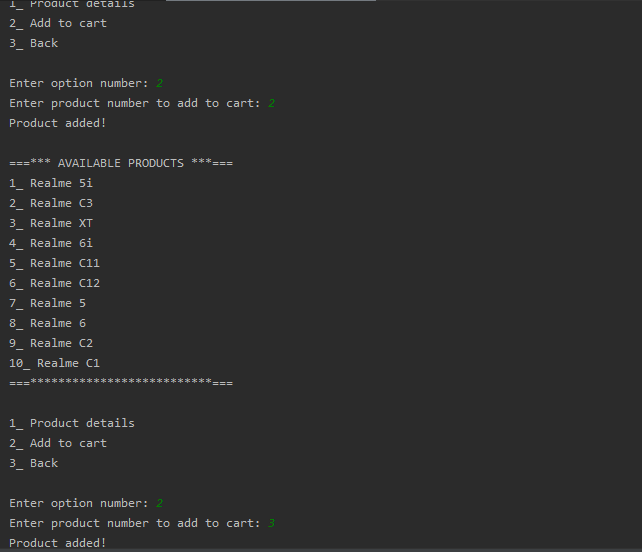 1_ Product details
2_ Add to cart
3_ Back
Enter option number: 2
Enter product number to add to cart: 2
Product added!
===*** AVAILABLE PRODUCTS ***===
1_ Realme 5i
2_ Realme C3
3_ Realme XT
4_ Realme 6i
5_ Realme C11
6_ Realme C12
7_ Realme 5
8_ Realme 6
9_ Realme C2
10_ Realme C1
===**************************===
1_ Product details
2_ Add to cart
3_ Back
Enter option number: 2
Enter product number to add to cart: 3
Product added!